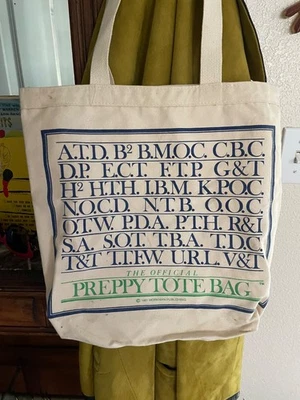 A.T.D. B² B.M.O.C. C.B.C.
D.P. E.C.T. F.T.P. G&T
H² H.T.H. I.B.M. K.P.O.C.
N.O.C.D. N.T.B. O.O.C.
O.T.W. P.D.A. P.T.H. R&J
S.A. S.O.T. T.B.A. T.D.C.
T&T T.T.F.W. U.R.L. V&T
THE OFFICIAL
PREPPY TOTE BAG